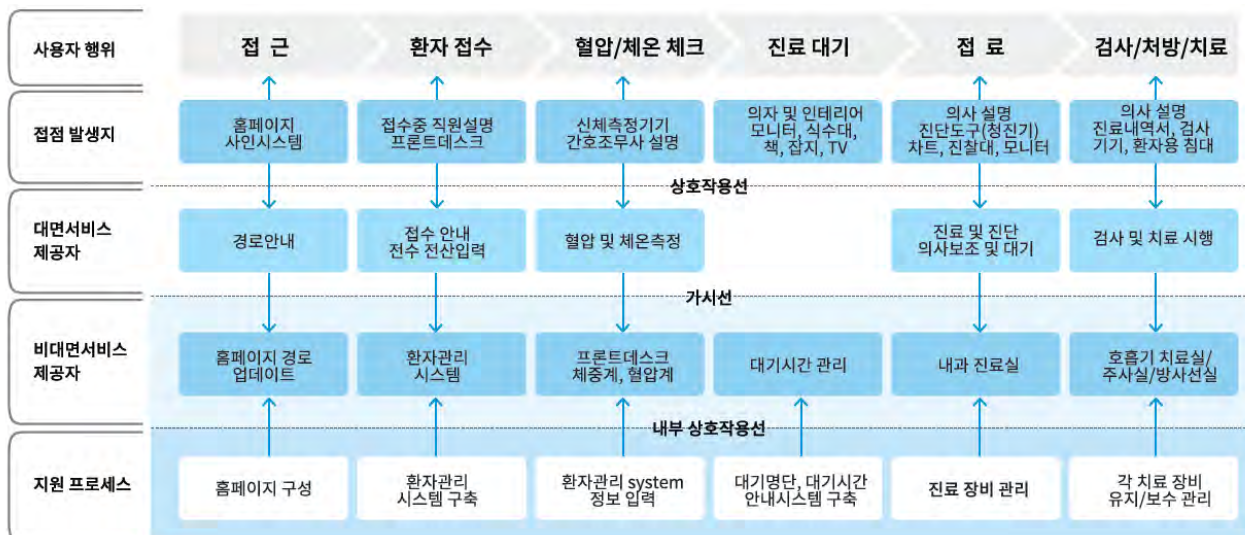 사용자 행위
접 근
환자 접수
혈압/체온 체크
진료 대기
접 료
검사/처방/치료
접점 발생지
홈페이지
사인시스템
접수중 직원설명
프론트데스크
신체측정기기
간호조무사 설명
의자 및 인테리어
모니터, 식수대,
책, 잡지, TV
의사 설명
진단도구(청진기)
차트, 진찰대, 모니터
의사 설명
진료내역서, 검사
기기, 환자용 침대
상호작용선
대면서비스
제공자
경로안내
접수 안내
전수 전산입력
혈압 및 체온측정
진료 및 진단
의사보조 및 대기
검사 및 치료 시행
가시선
비대면서비스
제공자
홈페이지 경로
업데이트
환자관리
시스템
프론트데스크
체중계, 혈압계
대기시간 관리
내과 진료실
호흡기 치료실/
주사실/방사선실
내부 상호작용선
지원 프로세스
홈페이지 구성
환자관리
시스템 구축
환자관리 system
정보 입력
대기명단, 대기시간
안내시스템 구축
진료 장비 관리
각 치료 장비
유지/보수 관리